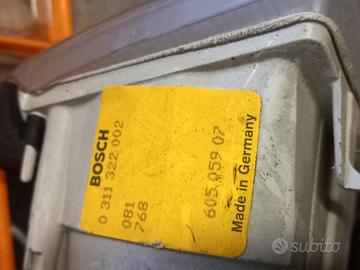 BOSCH
0 311 322 002
081
768
605 059 07
Made in Germany
subito